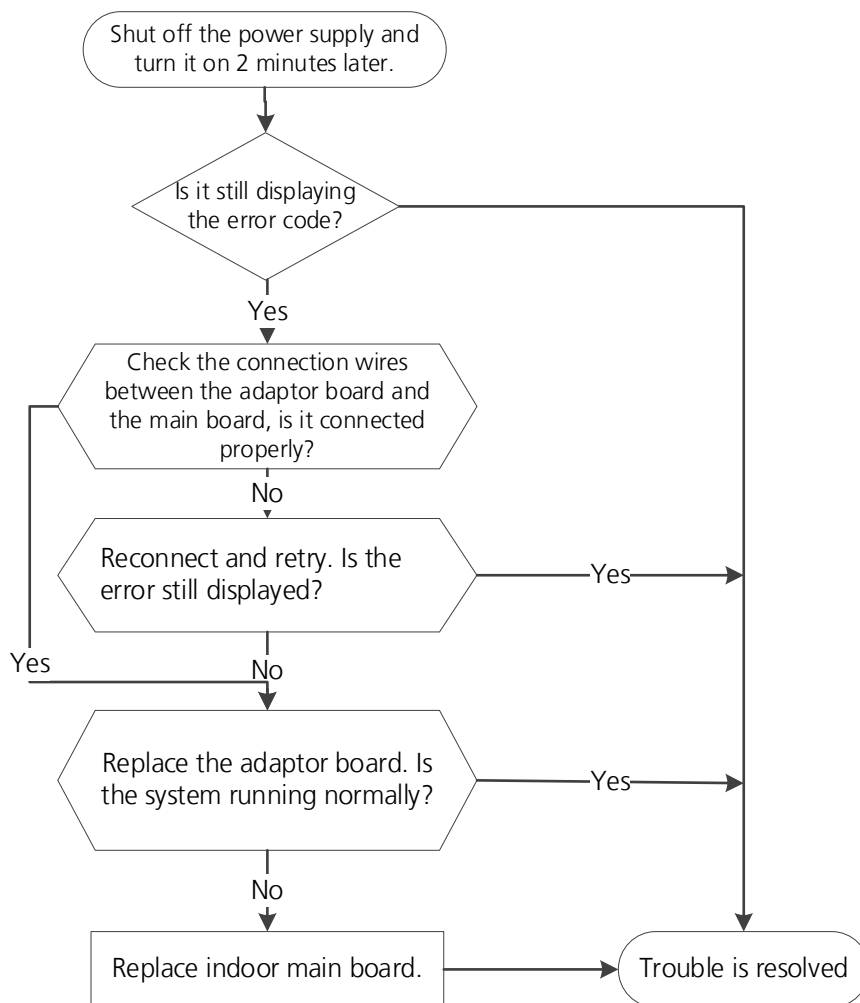 Shut off the power supply and
turn it on 2 minutes later.
Is it still displaying
the error code?
Yes
Check the connection wires
between the adaptor board and
the main board, is it connected
properly?
No
Reconnect and retry. Is the
error still displayed?
Yes
Yes
No
Replace the adaptor board. Is
the system running normally?
Yes
No
Replace indoor main board.
Trouble is resolved